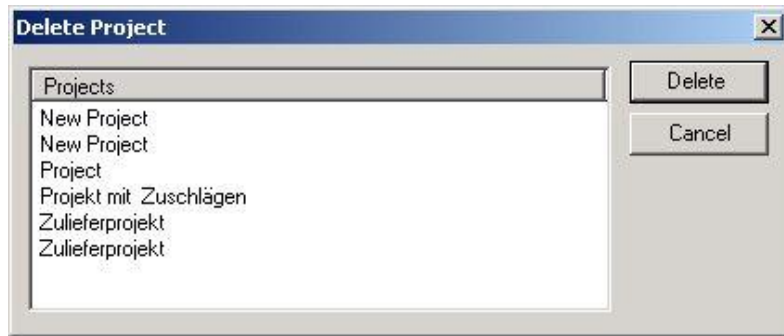 Delete Project
Projects
Delete
New Project
Cancel
New Project
Project
Projekt mit Zuschlägen
Zulieferprojekt
Zulieferprojekt